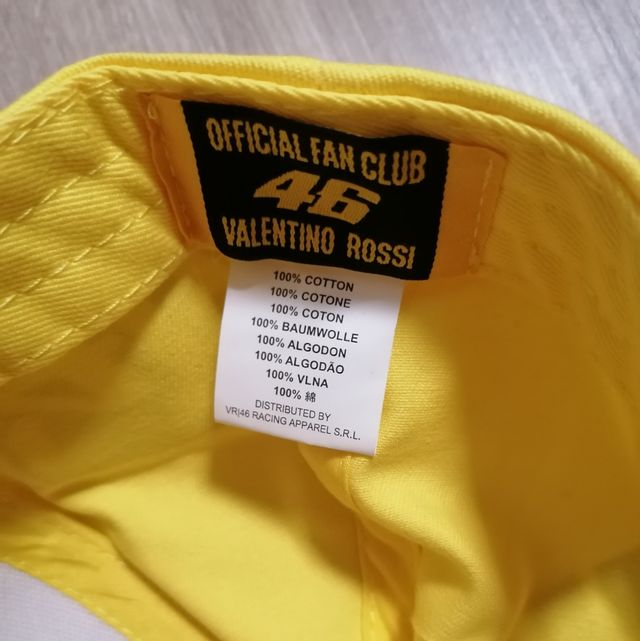 OFFICIAL FAN CLUB
46
VALENTINO ROSSI
100% COTTON
100% COTONE
100% COTON
100% BAUMWOLLE
100% ALGODON
100% ALGODÃO
100% VLNA
100% 綿
DISTRIBUTED BY
VR|46 RACING APPAREL S.R.L.